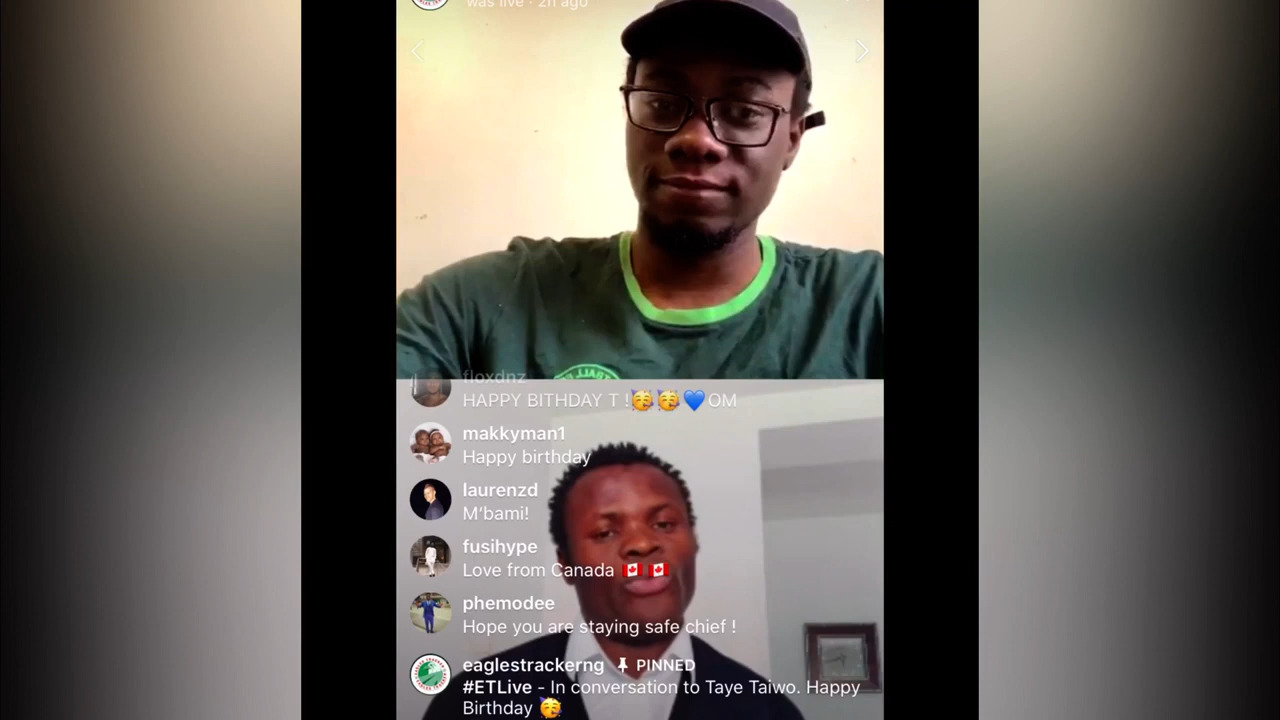 was live · 2h ago
floxdnz
HAPPY BITHDAY T !🥳🥳💙OM
makkyman1
Happy birthday
laurenzd
M'bami!
fusihype
Love from Canada 🇨🇦 🇨🇦
phemodee
Hope you are staying safe chief !
eaglestrackerng 📌 PINNED
#ETLive - In conversation to Taye Taiwo. Happy
Birthday 🥳